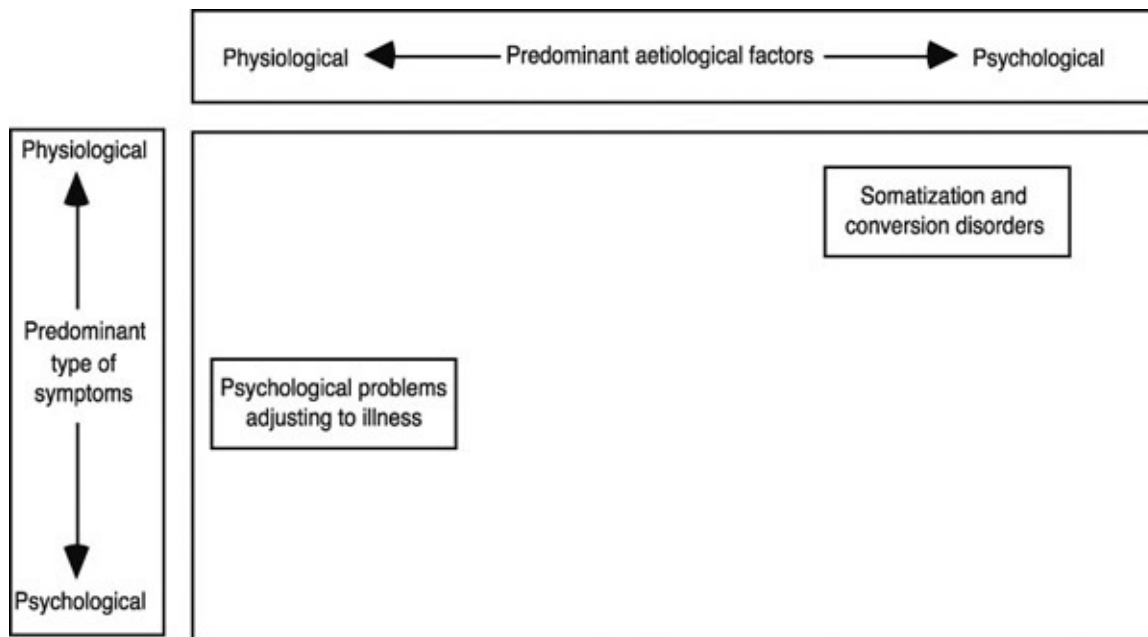 Physiological Predominant aetiological factors Psychological
Physiological
Somatization and
conversion disorders
Predominant
type of
symptoms
Psychological problems
adjusting to illness
Psychological